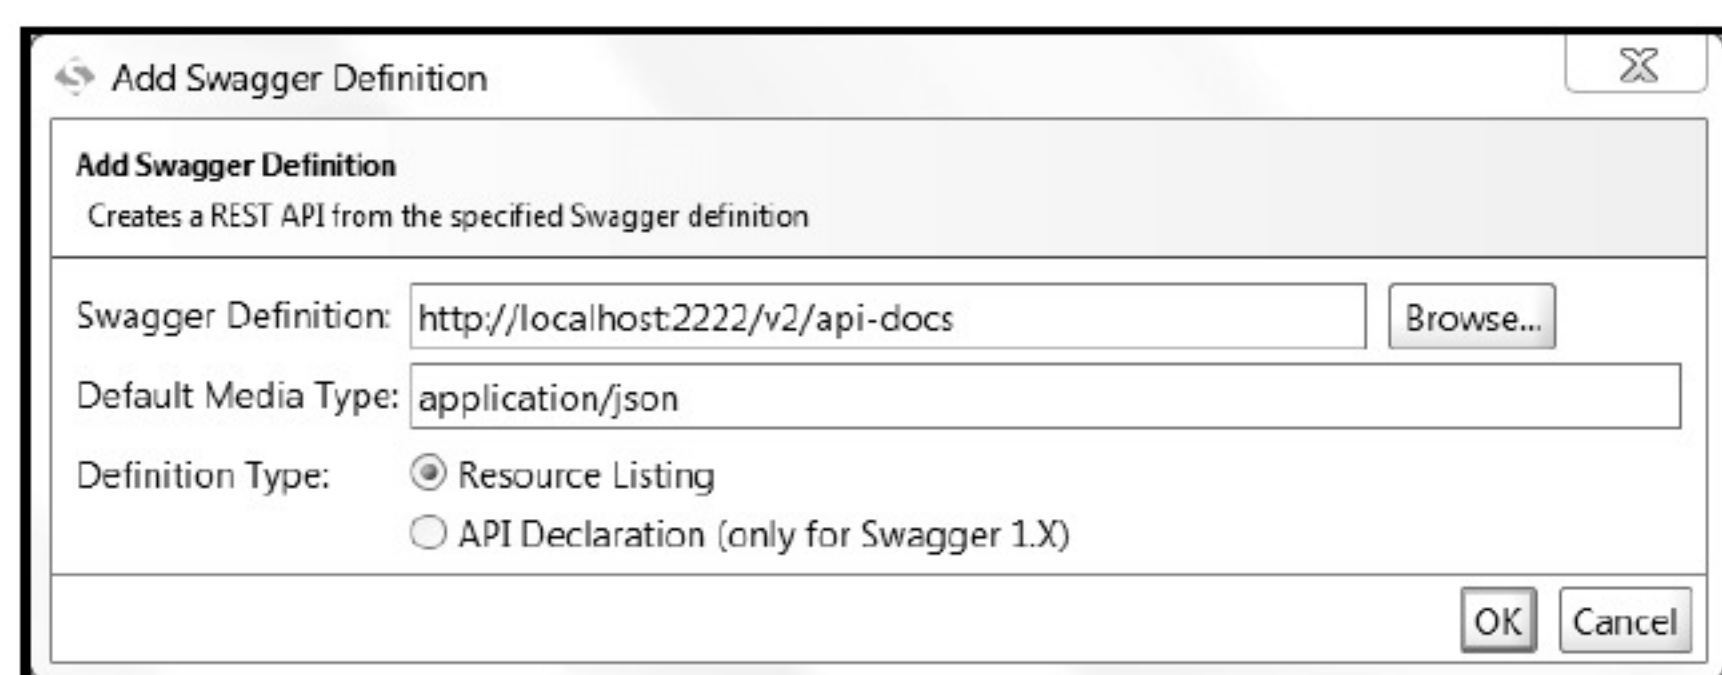 Add Swagger Definition
Add Swagger Definition
Creates a REST API from the specified Swagger definition
Swagger Definition: http://localhost:2222/v2/api-docs Browse...
Default Media Type: application/json
Definition Type: Resource Listing
API Declaration (only for Swagger 1.X)
OK Cancel